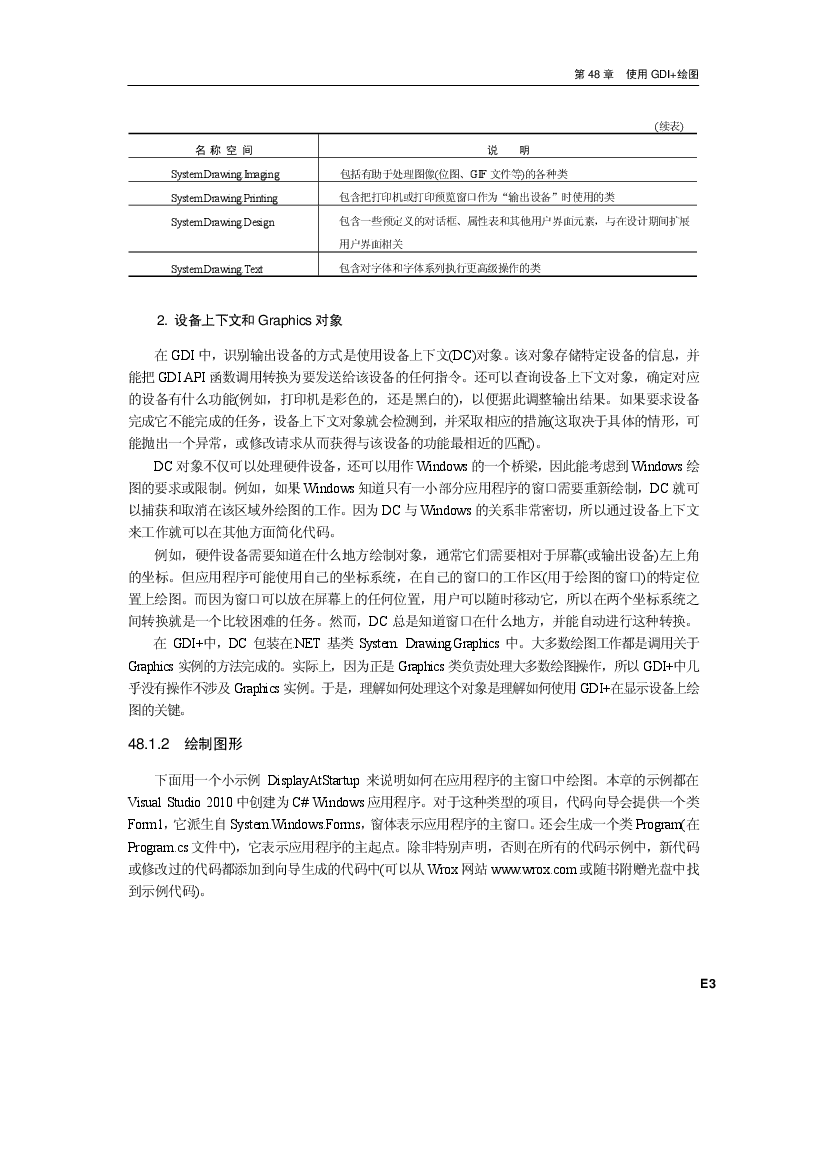 第 48 章 使用 GDI+绘图
(续表)
名 称 空 间 说 明
System.Drawing.Imaging 包括有助于处理图像(位图、GIF 文件等)的各种类
System.Drawing.Printing 包含把打印机或打印预览窗口作为“输出设备”时使用的类
System.Drawing.Design 包含一些预定义的对话框、属性表和其他用户界面元素，与在设计期间扩展
用户界面相关
System.Drawing.Text 包含对字体和字体系列执行更高级操作的类
2. 设备上下文和 Graphics 对象
在 GDI 中，识别输出设备的方式是使用设备上下文(DC)对象。该对象存储特定设备的信息，并
能把 GDI API 函数调用转换为要发送给该设备的任何指令。还可以查询设备上下文对象，确定对应
的设备有什么功能(例如，打印机是彩色的，还是黑白的)，以便据此调整输出结果。如果要求设备
完成它不能完成的任务，设备上下文对象就会检测到，并采取相应的措施(这取决于具体的情形，可
能抛出一个异常，或修改请求从而获得与该设备的功能最相近的匹配)。
DC 对象不仅可以处理硬件设备，还可以用作 Windows 的一个桥梁，因此能考虑到 Windows 绘
图的要求或限制。例如，如果 Windows 知道只有一小部分应用程序的窗口需要重新绘制，DC 就可
以捕获和取消在该区域外绘图的工作。因为 DC 与 Windows 的关系非常密切，所以通过设备上下文
来工作就可以在其他方面简化代码。
例如，硬件设备需要知道在什么地方绘制对象，通常它们需要相对于屏幕(或输出设备)左上角
的坐标。但应用程序可能使用自己的坐标系统，在自己的窗口的工作区(用于绘图的窗口)的特定位
置上绘图。而因为窗口可以放在屏幕上的任何位置，用户可以随时移动它，所以在两个坐标系统之
间转换就是一个比较困难的任务。然而，DC 总是知道窗口在什么地方，并能自动进行这种转换。
在 GDI+中，DC 包装在.NET 基类 System. Drawing.Graphics 中。大多数绘图工作都是调用关于
Graphics 实例的方法完成的。实际上，因为正是 Graphics 类负责处理大多数绘图操作，所以 GDI+中几
乎没有操作不涉及 Graphics 实例。于是，理解如何处理这个对象是理解如何使用 GDI+在显示设备上绘
图的关键。
48.1.2 绘制图形
下面用一个小示例 DisplayAtStartup 来说明如何在应用程序的主窗口中绘图。本章的示例都在
Visual Studio 2010 中创建为 C# Windows 应用程序。对于这种类型的项目，代码向导会提供一个类
Form1，它派生自 System.Windows.Forms，窗体表示应用程序的主窗口。还会生成一个类 Program(在
Program.cs 文件中)，它表示应用程序的主起点。除非特别声明，否则在所有的代码示例中，新代码
或修改过的代码都添加到向导生成的代码中(可以从 Wrox 网站 www.wrox.com 或随书附赠光盘中找
到示例代码)。
E3